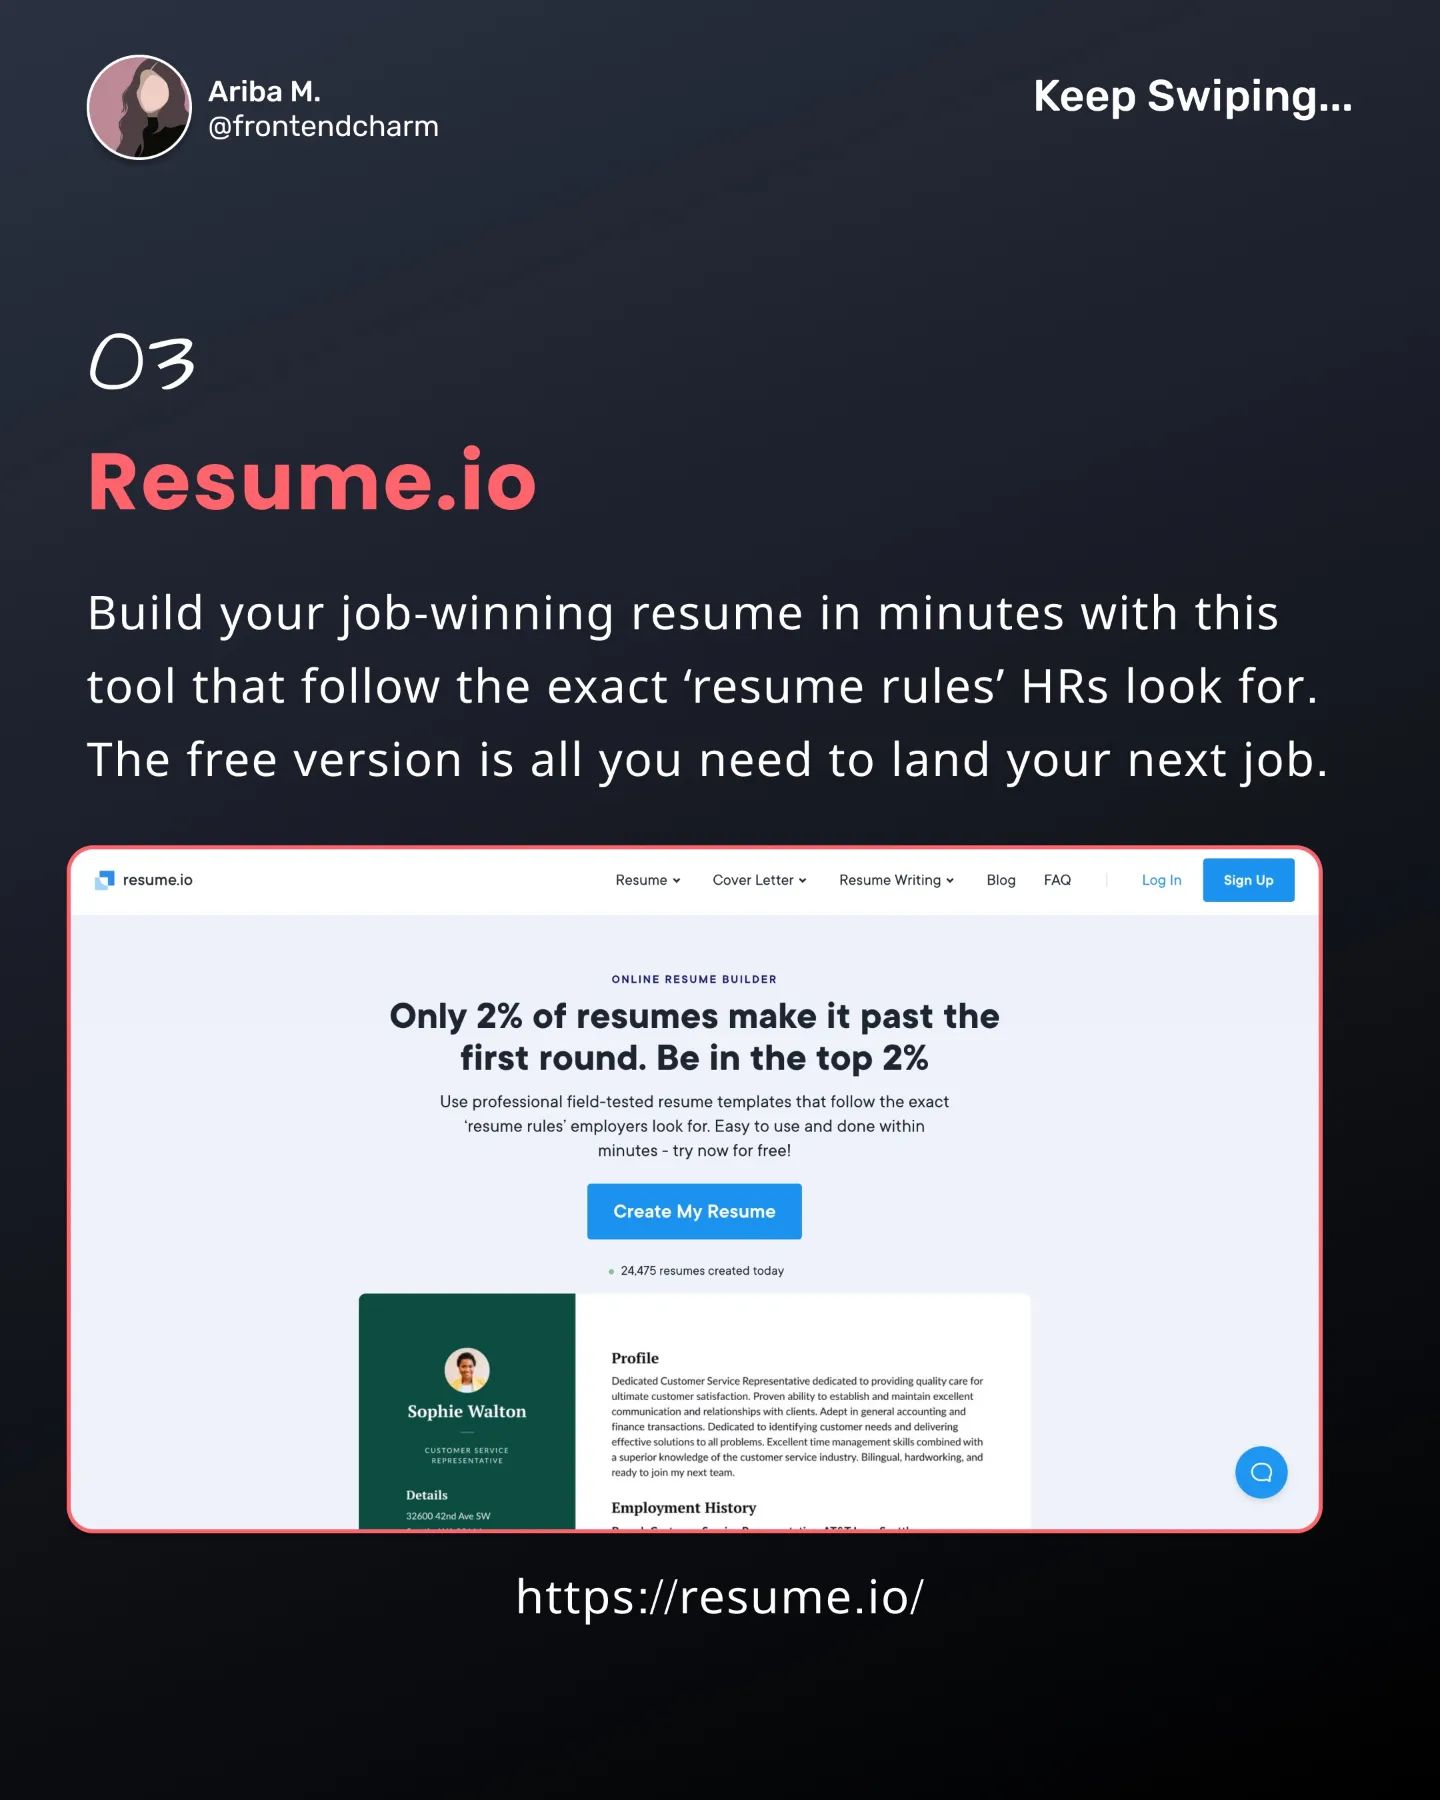 Ariba M.
@frontendcharm
Keep Swiping...
03
Resume.io
Build your job-winning resume in minutes with this
tool that follow the exact ‘resume rules’ HRs look for.
The free version is all you need to land your next job.
resume.io
Resume
Cover Letter
Resume Writing
Blog
FAQ
Log In
Sign Up
ONLINE RESUME BUILDER
Only 2% of resumes make it past the
first round. Be in the top 2%
Use professional field-tested resume templates that follow the exact
‘resume rules’ employers look for. Easy to use and done within
minutes - try now for free!
Create My Resume
24,475 resumes created today
Sophie Walton
CUSTOMER SERVICE
REPRESENTATIVE
Details
32600 42nd Ave SW
Profile
Dedicated Customer Service Representative dedicated to providing quality care for
ultimate customer satisfaction. Proven ability to establish and maintain excellent
communication and relationships with clients. Adept in general accounting and
finance transactions. Dedicated to identifying customer needs and delivering
effective solutions to all problems. Excellent time management skills combined with
a superior knowledge of the customer service industry. Bilingual, hardworking, and
ready to join my next team.
Employment History
https://resume.io/